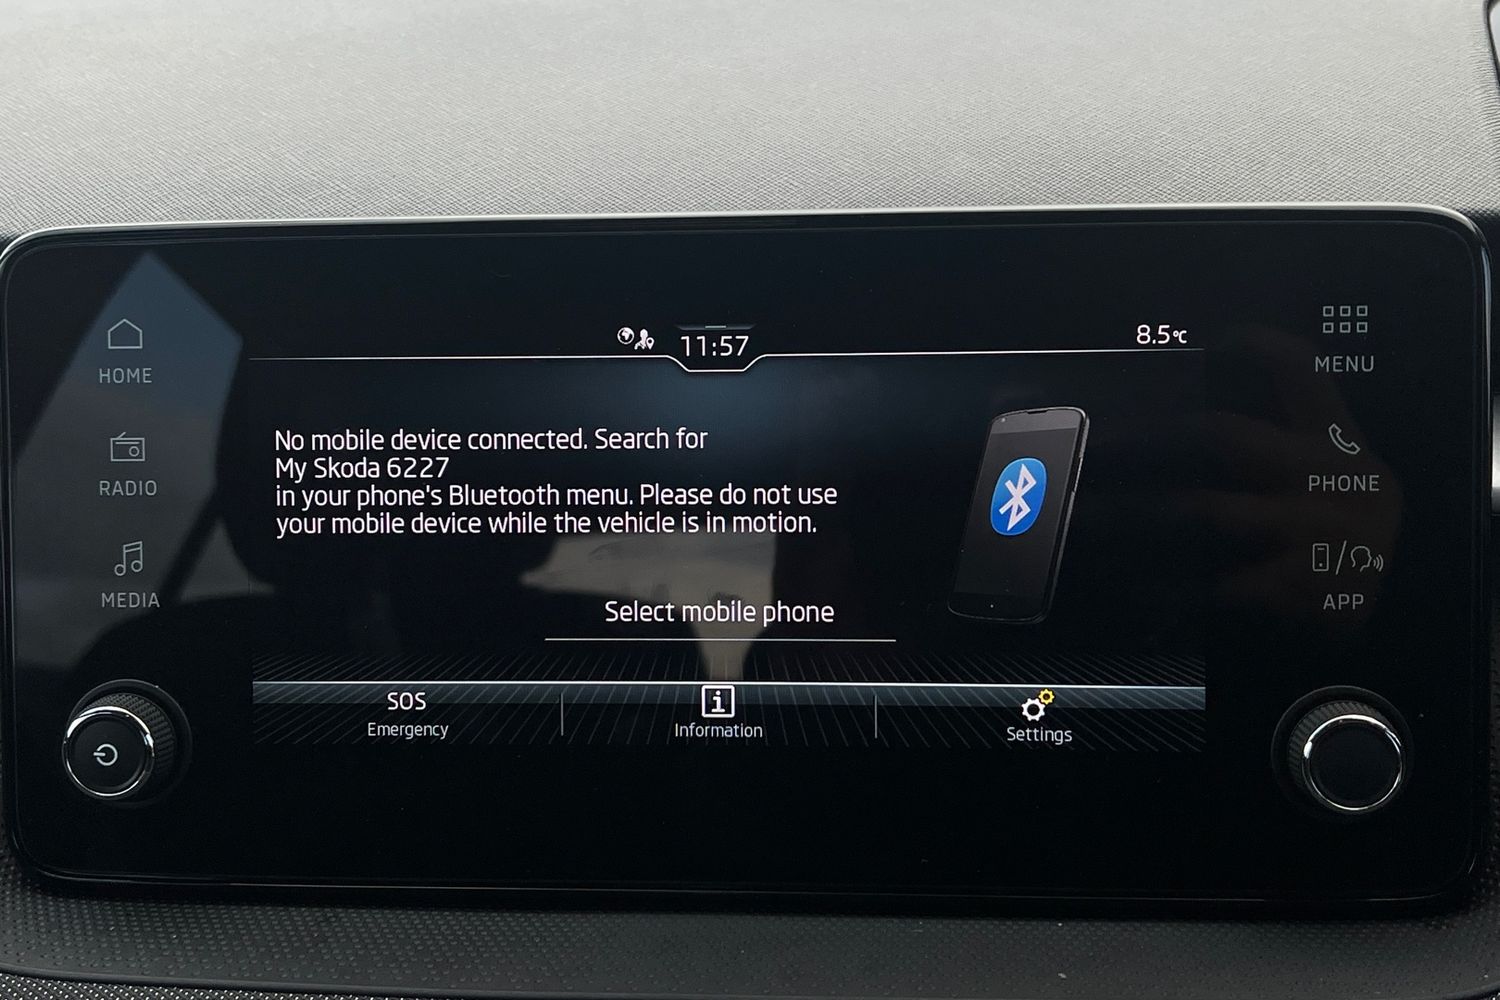 11:57
8.5°C
HOME
RADIO
MEDIA
No mobile device connected. Search for
My Skoda 6227
in your phone's Bluetooth menu. Please do not use
your mobile device while the vehicle is in motion.
Select mobile phone
SOS
Emergency
Information
Settings
MENU
PHONE
APP